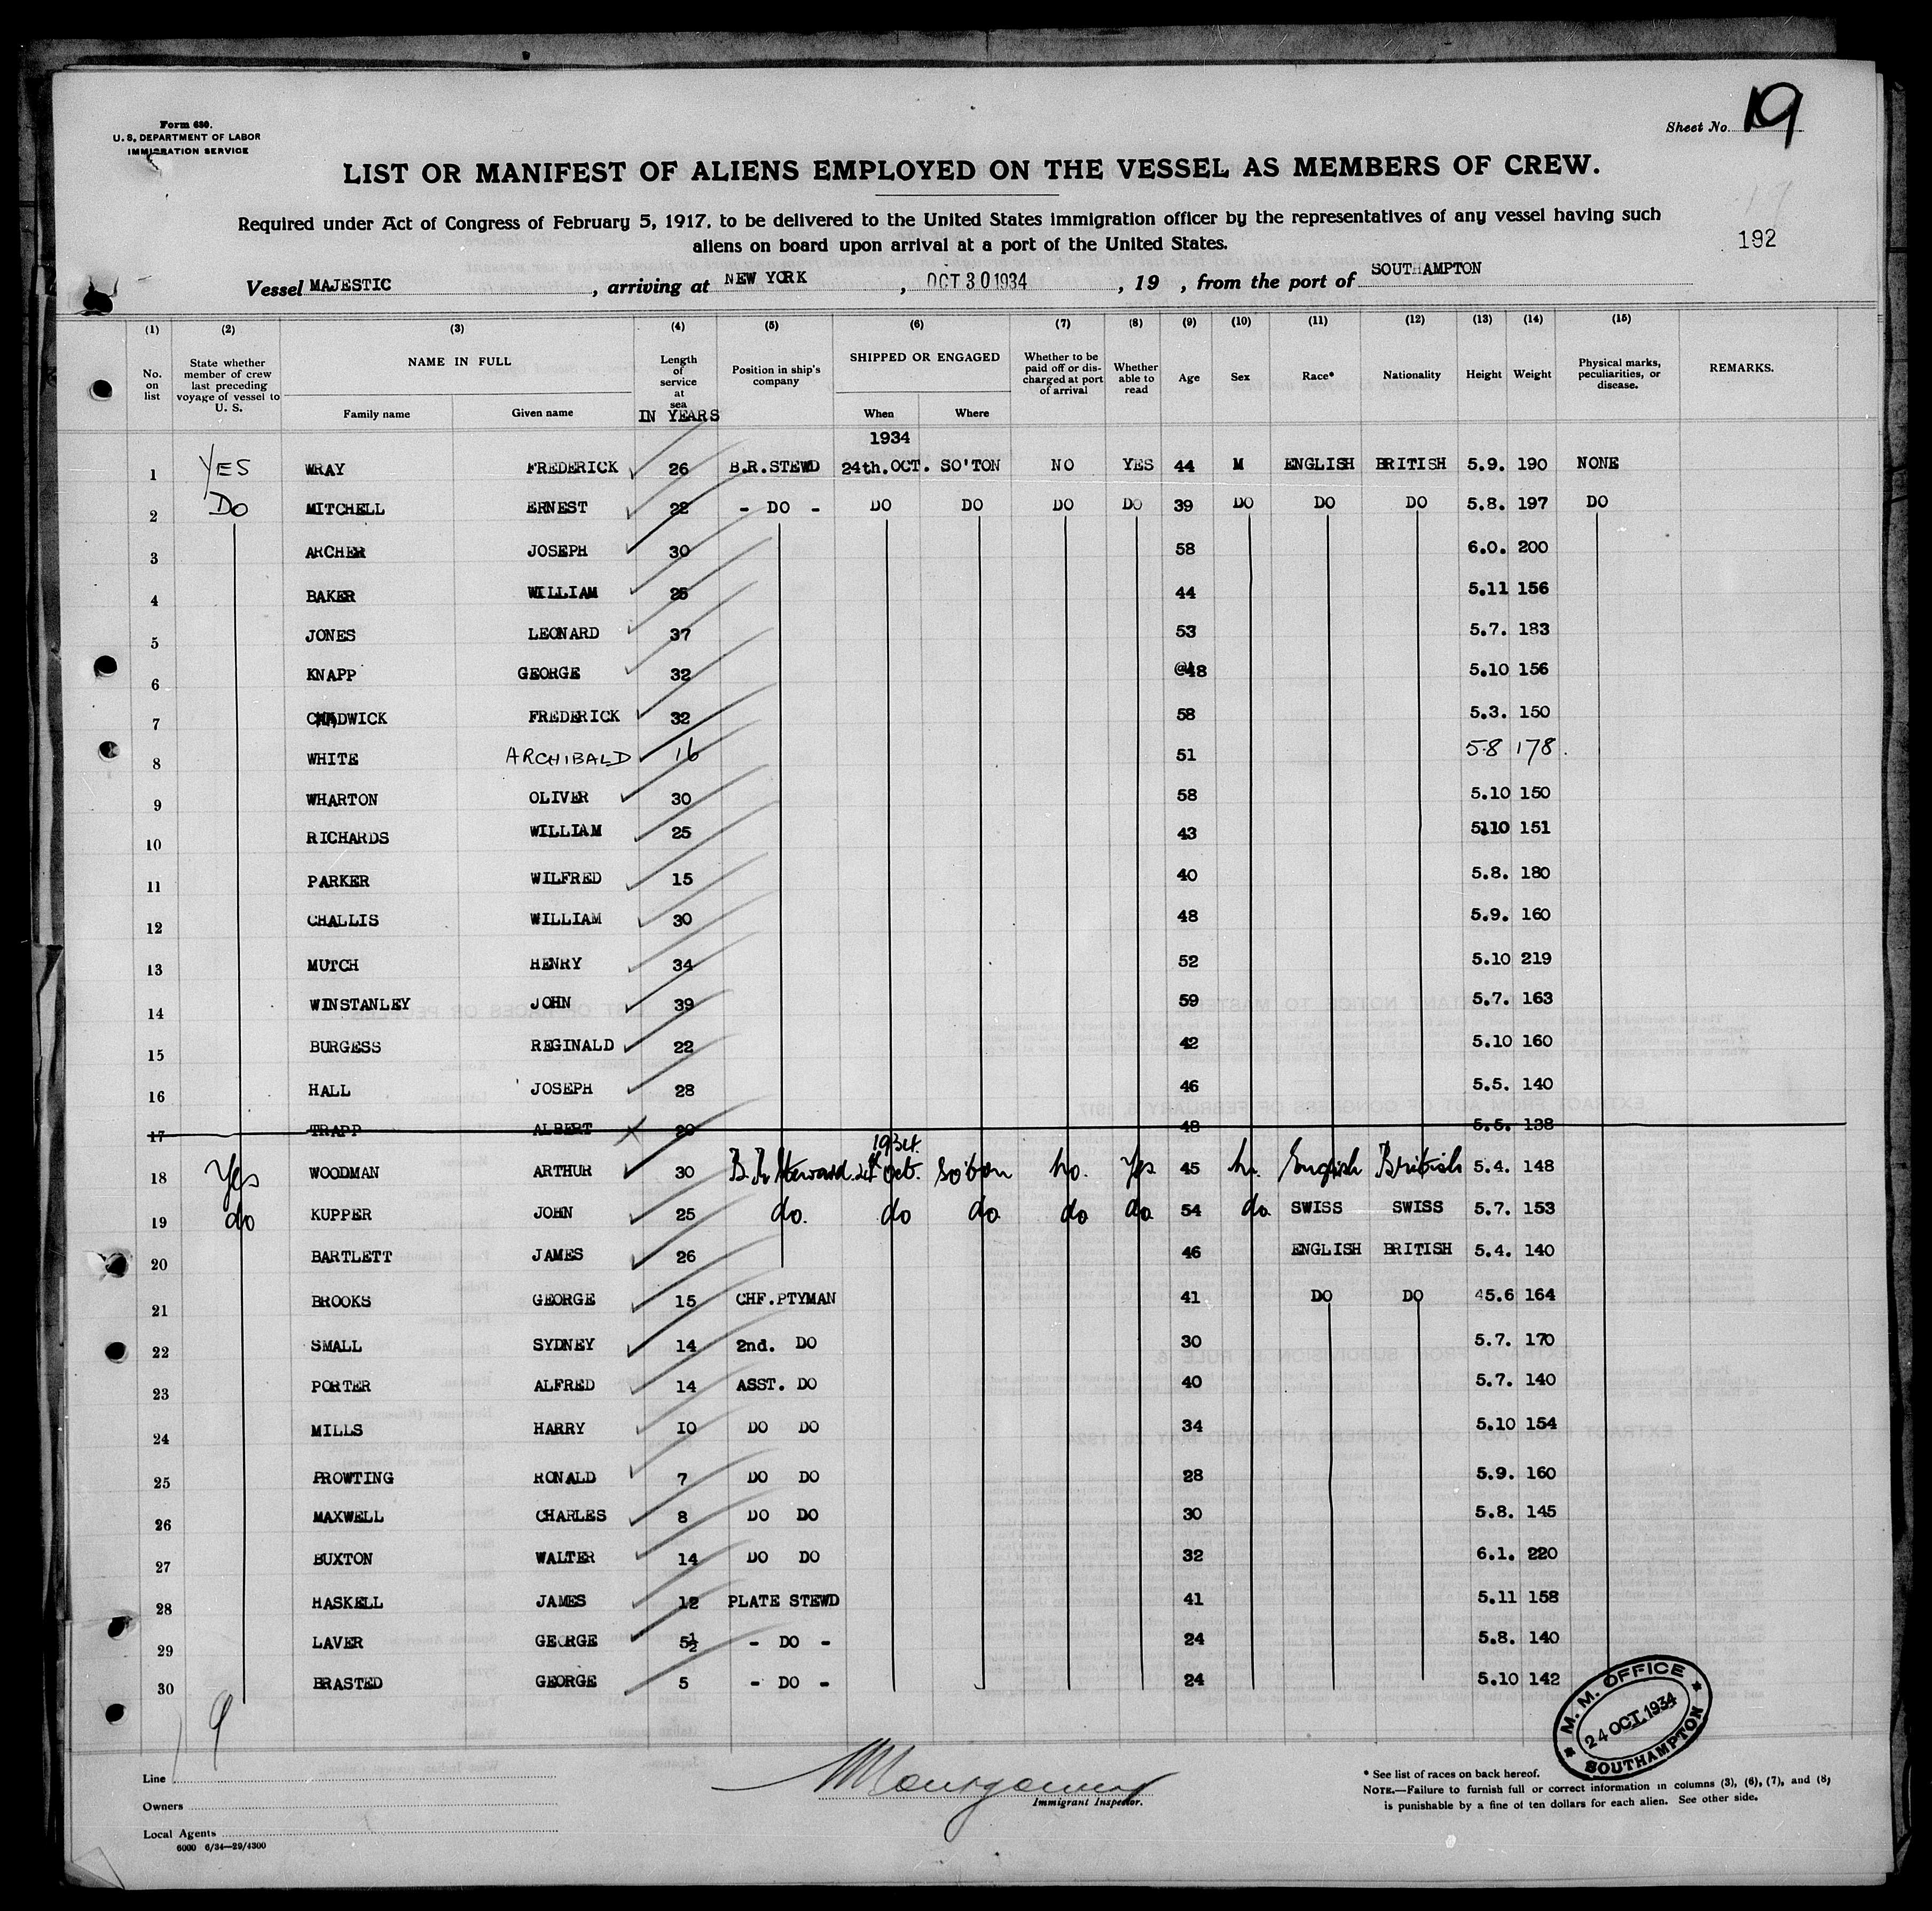 Form 680.
U. S. DEPARTMENT OF LABOR
IMMIGRATION SERVICE
Sheet No. 19
LIST OR MANIFEST OF ALIENS EMPLOYED ON THE VESSEL AS MEMBERS OF CREW.
Required under Act of Congress of February 5, 1917, to be delivered to the United States immigration officer by the representatives of any vessel having such
aliens on board upon arrival at a port of the United States.
192
Vessel MAJESTIC, arriving at NEW YORK, OCT 30 1934, 19 , from the port of SOUTHAMPTON
(1) (2) (3) (4) (5) (6) (7) (8) (9) (10) (11) (12) (13) (14) (15)
No. on list State whether member of crew last preceding voyage of vessel to U. S. NAME IN FULL Family name Given name Length of service at sea IN YEARS Position in ship's company SHIPPED OR ENGAGED When Where Whether to be paid off or discharged at port of arrival Whether able to read Age Sex Race* Nationality Height Weight Physical marks, peculiarities, or disease. REMARKS.
1934
1 YES WRAY FREDERICK 26 B.R.STEWD 24th.OCT. SO'TON NO YES 44 M ENGLISH BRITISH 5.9. 190 NONE
2 DO MITCHELL ERNEST 22 - DO - DO DO DO DO 39 DO DO DO 5.8. 197 DO
3 ARCHER JOSEPH 30 58 6.0. 200
4 BAKER WILLIAM 25 44 5.11 156
5 JONES LEONARD 37 53 5.7. 183
6 KNAPP GEORGE 32 48 5.10 156
7 CHADWICK FREDERICK 32 58 5.3. 150
8 WHITE ARCHIBALD 16 51 5.8 178.
9 WHARTON OLIVER 30 58 5.10 150
10 RICHARDS WILLIAM 25 43 5110 151
11 PARKER WILFRED 15 40 5.8. 180
12 CHALLIS WILLIAM 30 48 5.9. 160
13 MUTCH HENRY 34 52 5.10 219
14 WINSTANLEY JOHN 39 59 5.7. 163
15 BURGESS REGINALD 22 42 5.10 160
16 HALL JOSEPH 28 46 5.5. 140
17 TRAPP ALBERT 20 48 5.5. 138
1934.
18 Yes WOODMAN ARTHUR 30 B.R. Steward. 24th Oct. So'ton No. Yes 45 M. English British 5.4. 148
19 do KUPPER JOHN 25 do. do do do do 54 do SWISS SWISS 5.7. 153
20 BARTLETT JAMES 26 46 ENGLISH BRITISH 5.4. 140
21 BROOKS GEORGE 15 CHF.PTYMAN 41 DO DO 45.6 164
22 SMALL SYDNEY 14 2nd. DO 30 5.7. 170
23 PORTER ALFRED 14 ASST. DO 40 5.7. 140
24 MILLS HARRY IO DO DO 34 5.10 154
25 PROWTING RONALD 7 DO DO 28 5.9. 160
26 MAXWELL CHARLES 8 DO DO 30 5.8. 145
27 BUXTON WALTER 14 DO DO 32 6.1. 220
28 HASKELL JAMES 12 PLATE STEWD 41 5.11 158
29 LAVER GEORGE 5½ - DO - 24 5.8. 140
30 BRASTED GEORGE 5 - DO - 24 5.10 142
9
M. M. OFFICE
24 OCT. 1934
SOUTHAMPTON
Line
Owners
Local Agents
6000 6/34—29/4300
Montgomery
Immigrant Inspector.
* See list of races on back hereof.
NOTE.—Failure to furnish full or correct information in columns (3), (6), (7), and (8)
is punishable by a fine of ten dollars for each alien. See other side.